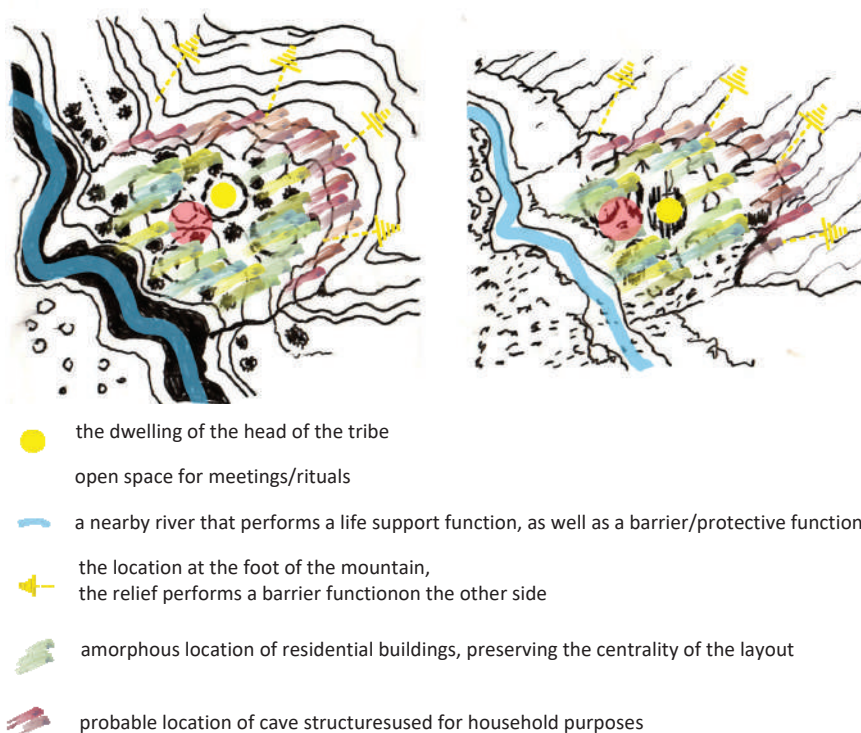 the dwelling of the head of the tribe
open space for meetings/rituals
a nearby river that performs a life support function, as well as a barrier/protective function
the location at the foot of the mountain,
the relief performs a barrier functionon the other side
amorphous location of residential buildings, preserving the centrality of the layout
probable location of cave structuresused for household purposes